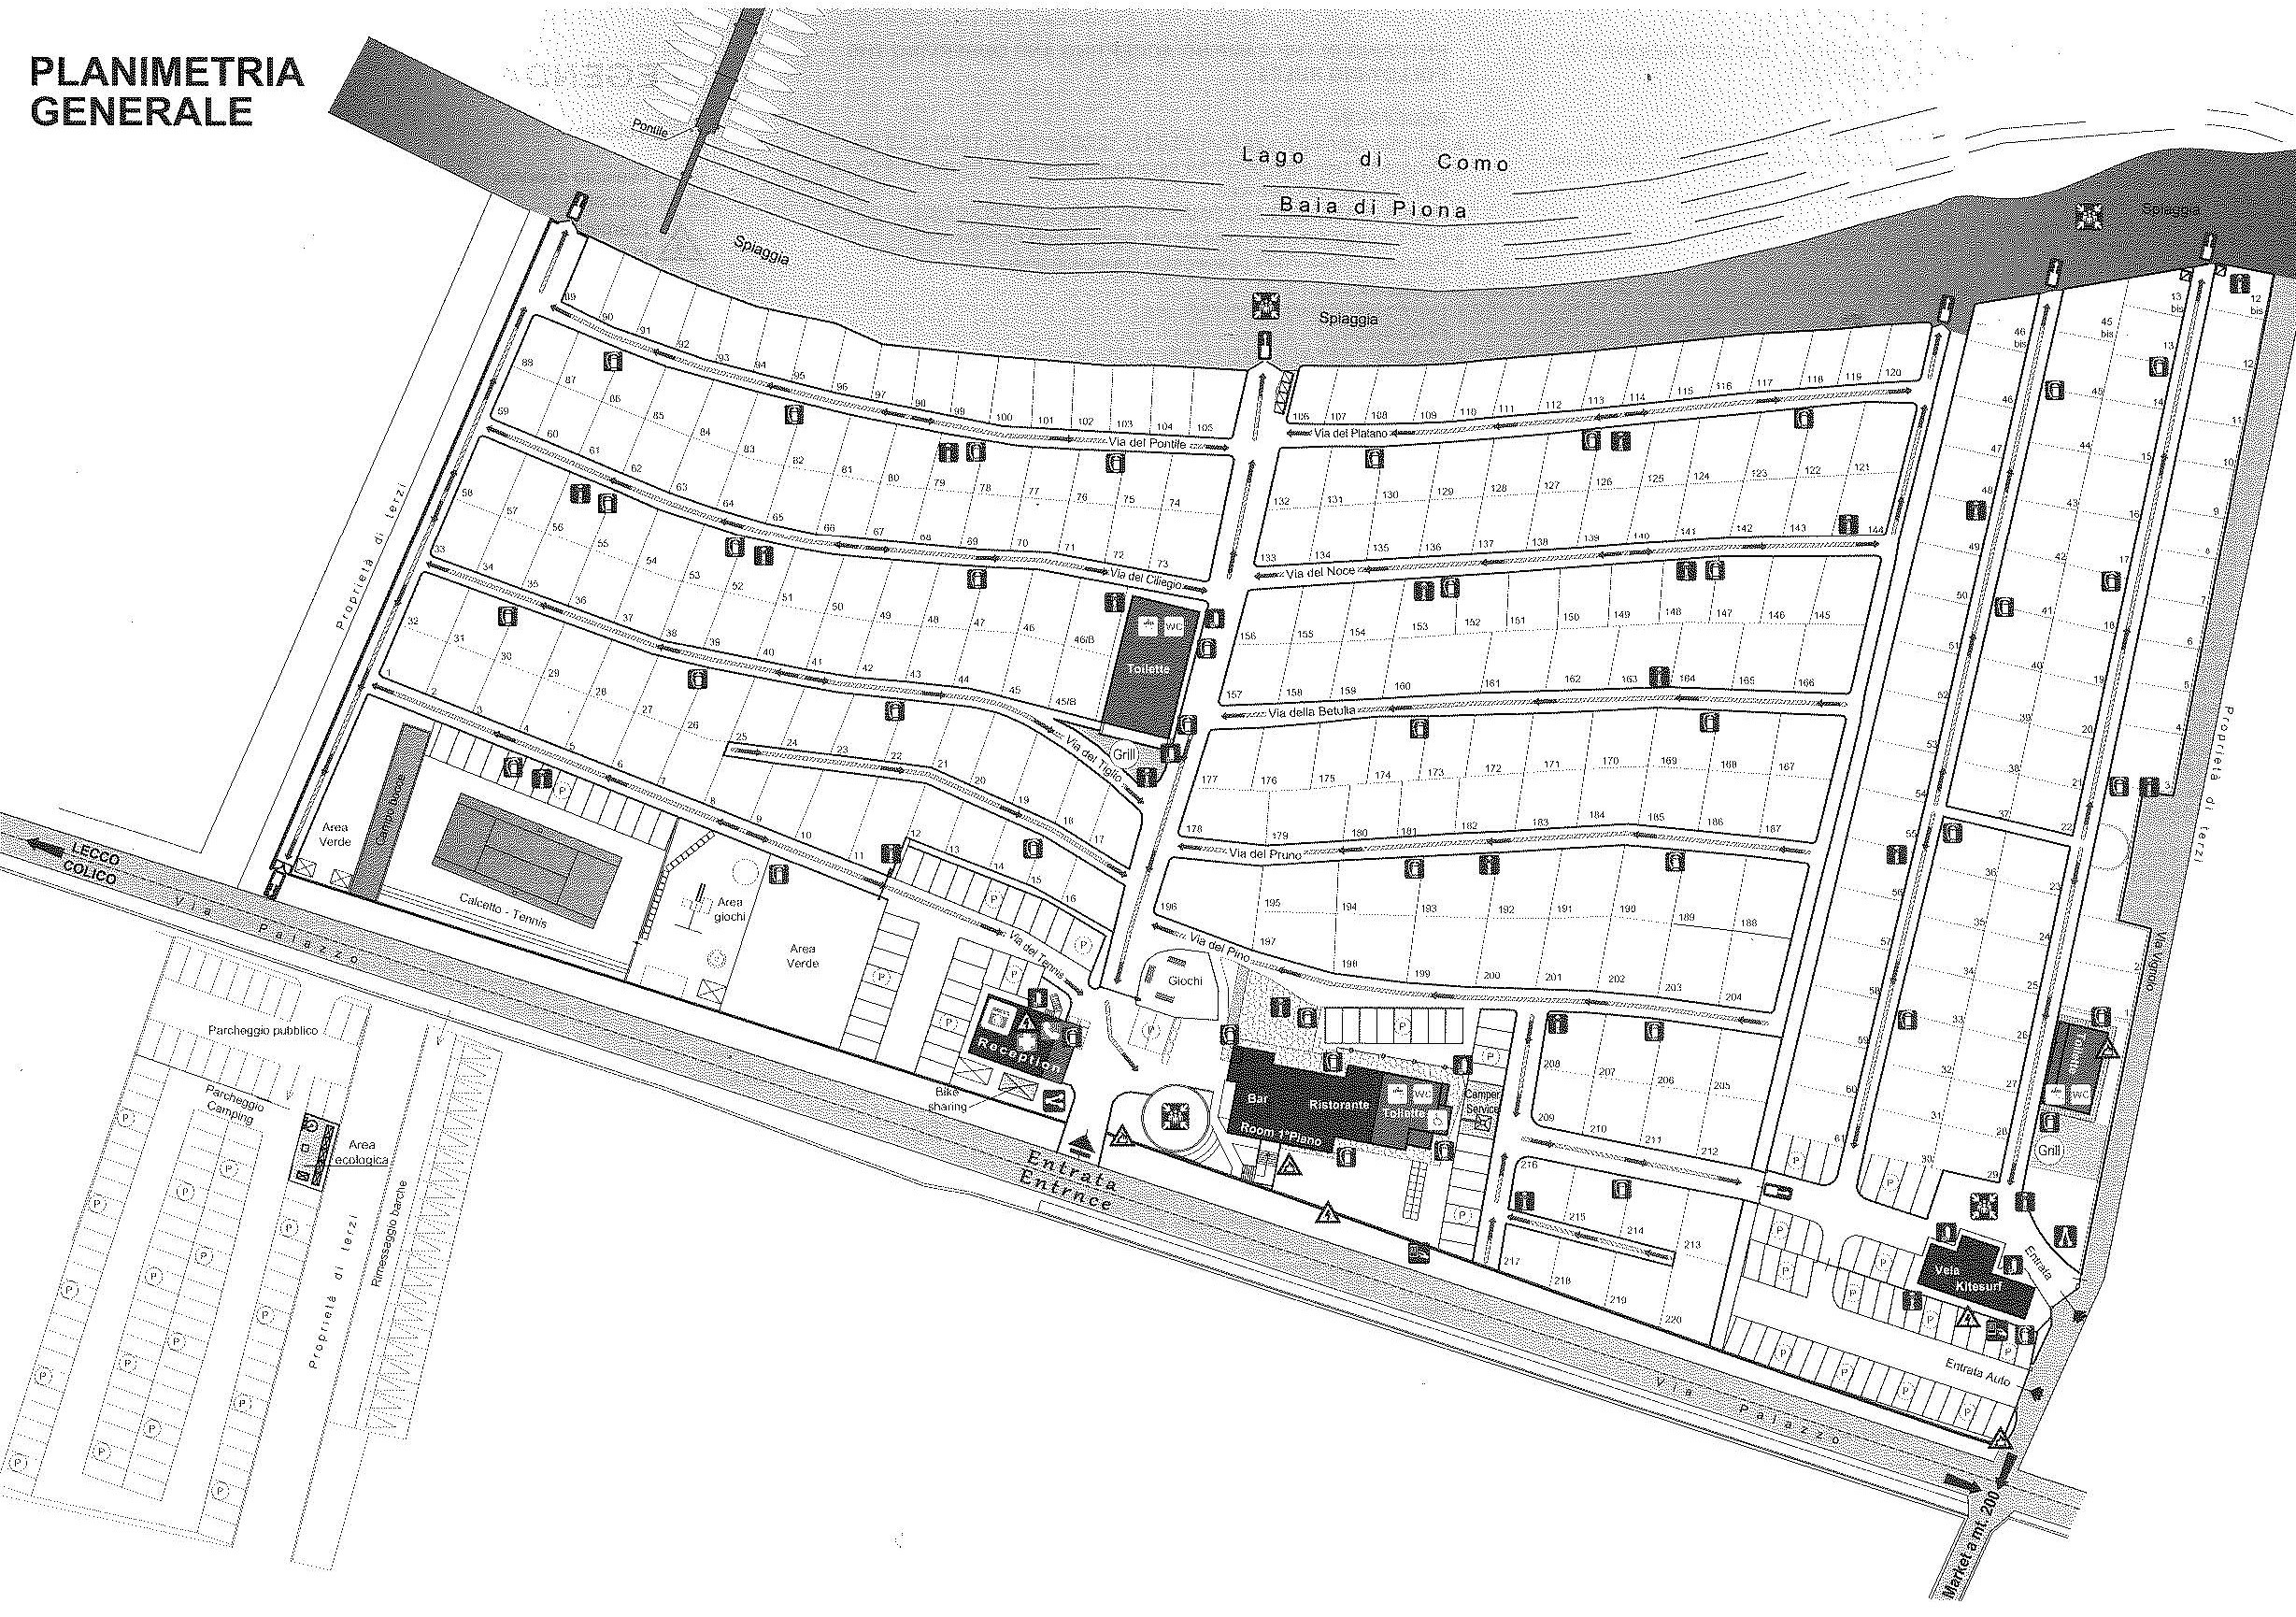 PLANIMETRIA
GENERALE
Pontile
Lago di Como
Baia di Piona
Spiaggia
Spiaggia
Spiaggia
13 bis
12 bis
46 bis
45 bis
13
12
89 90 91 92 93 94 95 96 97 98 99 100 101 102 103 104 105
106 107 108 109 110 111 112 113 114 115 116 117 118 119 120
Via del Pontile
Via del Platano
88 87 86 85 84 83 82 81 80 79 78 77 76 75 74
132 131 130 129 128 127 126 125 124 123 122 121
59 60 61 62 63 64 65 66 67 68 69 70 71 72 73
133 134 135 136 137 138 139 140 141 142 143 144
Via del Ciliegio
Via del Noce
58 57 56 55 54 53 52 51 50 49 48 47 46 46/B
156 155 154 153 152 151 150 149 148 147 146 145
33 34 35 36 37 38 39 40 41 42 43 44 45 45/B
WC
Toilette
Grill
157 158 159 160 161 162 163 164 165 166
Via della Betulla
Via del Tiglio
32 31 30 29 28 27 26 25 24 23 22 21 20 19 18 17
177 176 175 174 173 172 171 170 169 168 167
1 2 3 4 5 6 7 8 9 10 11 12 13 14 15 16
178 179 180 181 182 183 184 185 186 187
Via del Pruno
196 195 194 193 192 191 190 189 188
Via del Pino
197 198 199 200 201 202 203 204
46 47 48 49 50 51 52 53 54 55 56 57 58 59 60 61
45 44 43 42 41 40 39 38 37
36 35 34 33 32 31 30
14 15 16 17 18 19 20 21 22 23 24 25 26 27 28 29
11 10 9 8 7 6 5 4 3 2 1
Proprietà di terzi
Proprietà di terzi
Via Vignolo
LECCO
COLICO
Via Palazzo
Area
Verde
Campo bocce
Calcetto - Tennis
Area
giochi
Area
Verde
Via del Tennis
Giochi
Reception
Bike
sharing
Bar
Ristorante
Toilette
WC
Room 1°Piano
Camper
Service
208 207 206 205
209 210 211 212
216 215 214 213
217 218 219 220
Toilette
WC
Grill
Vela
Kitesurf
Entrata
Entrata Auto
Entrata
Entrnce
Parcheggio pubblico
Parcheggio
Camping
Area
ecologica
Proprietà di terzi
Rimessaggio barche
Via Palazzo
Market a mt. 200